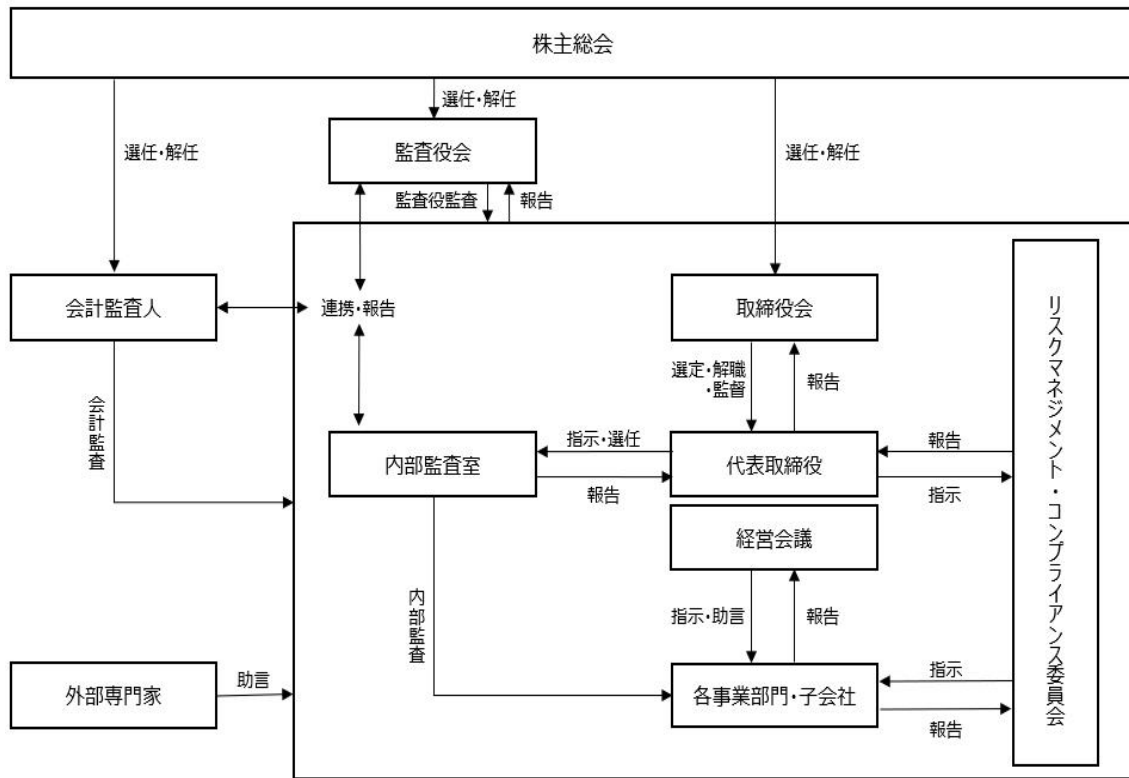 株主総会
選任・解任
選任・解任
選任・解任
監査役会
監査役監査
報告
会計監査人
連携・報告
取締役会
選定・解職
・監督
報告
会計監査
内部監査室
指示・選任
報告
代表取締役
報告
指示
経営会議
内部監査
指示・助言
報告
外部専門家
助言
各事業部門・子会社
指示
報告
リスクマネジメント・コンプライアンス委員会